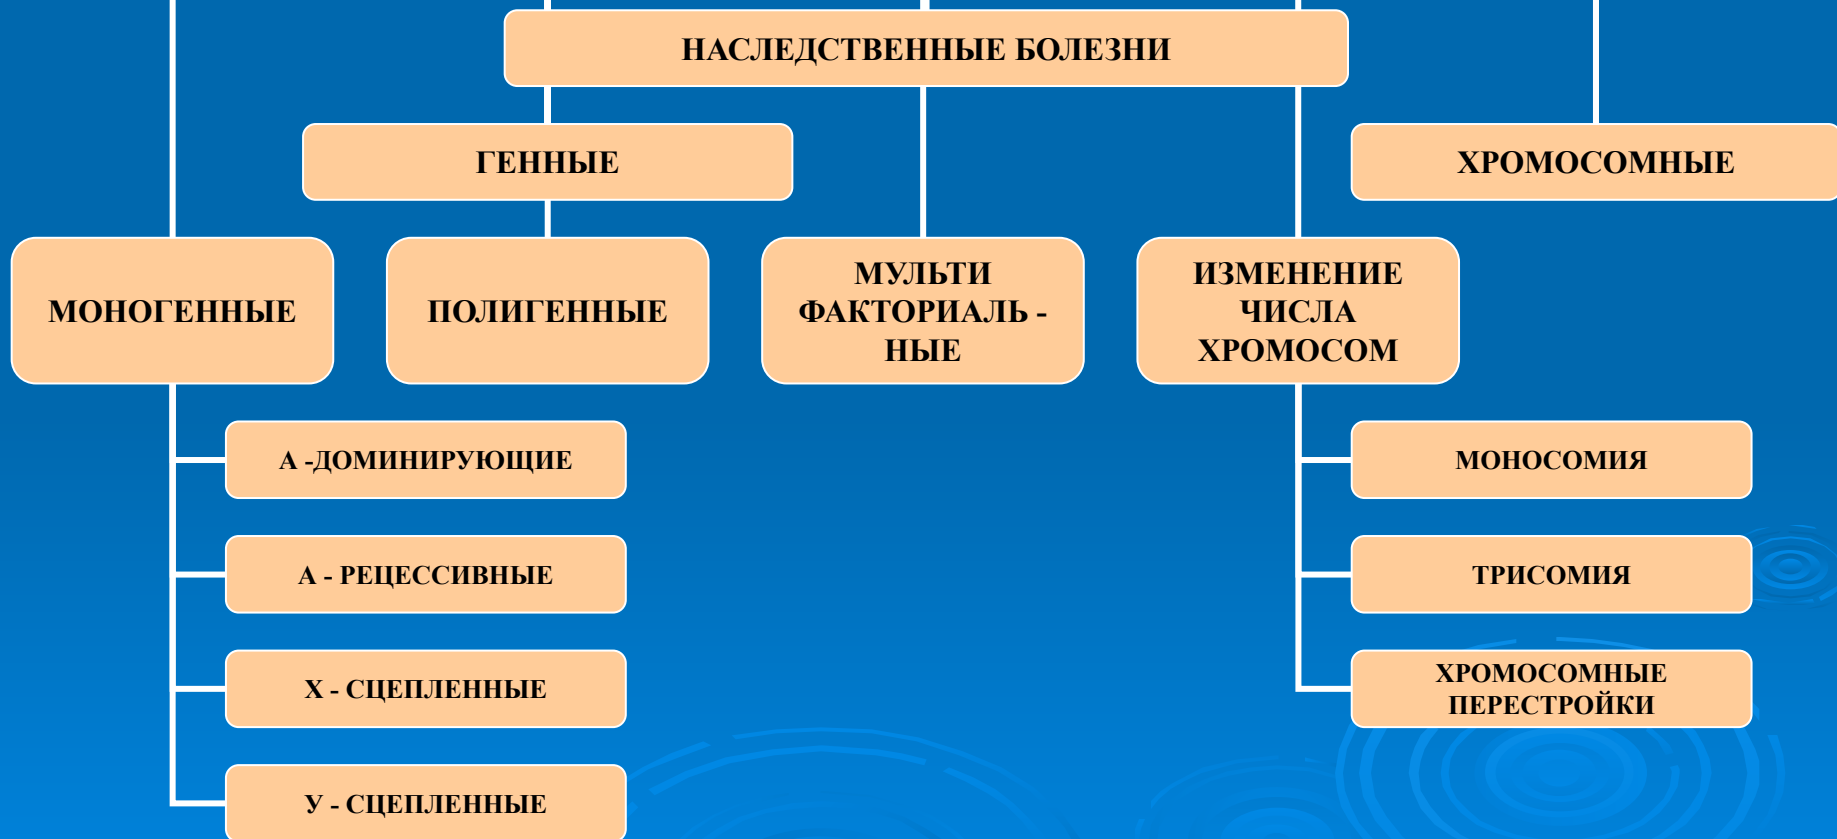 НАСЛЕДСТВЕННЫЕ БОЛЕЗНИ
ГЕННЫЕ
ХРОМОСОМНЫЕ
МОНОГЕННЫЕ
ПОЛИГЕННЫЕ
МУЛЬТИ
ФАКТОРИАЛЬ -
НЫЕ
ИЗМЕНЕНИЕ
ЧИСЛА
ХРОМОСОМ
А -ДОМИНИРУЮЩИЕ
А - РЕЦЕССИВНЫЕ
Х - СЦЕПЛЕННЫЕ
У - СЦЕПЛЕННЫЕ
МОНОСОМИЯ
ТРИСОМИЯ
ХРОМОСОМНЫЕ
ПЕРЕСТРОЙКИ